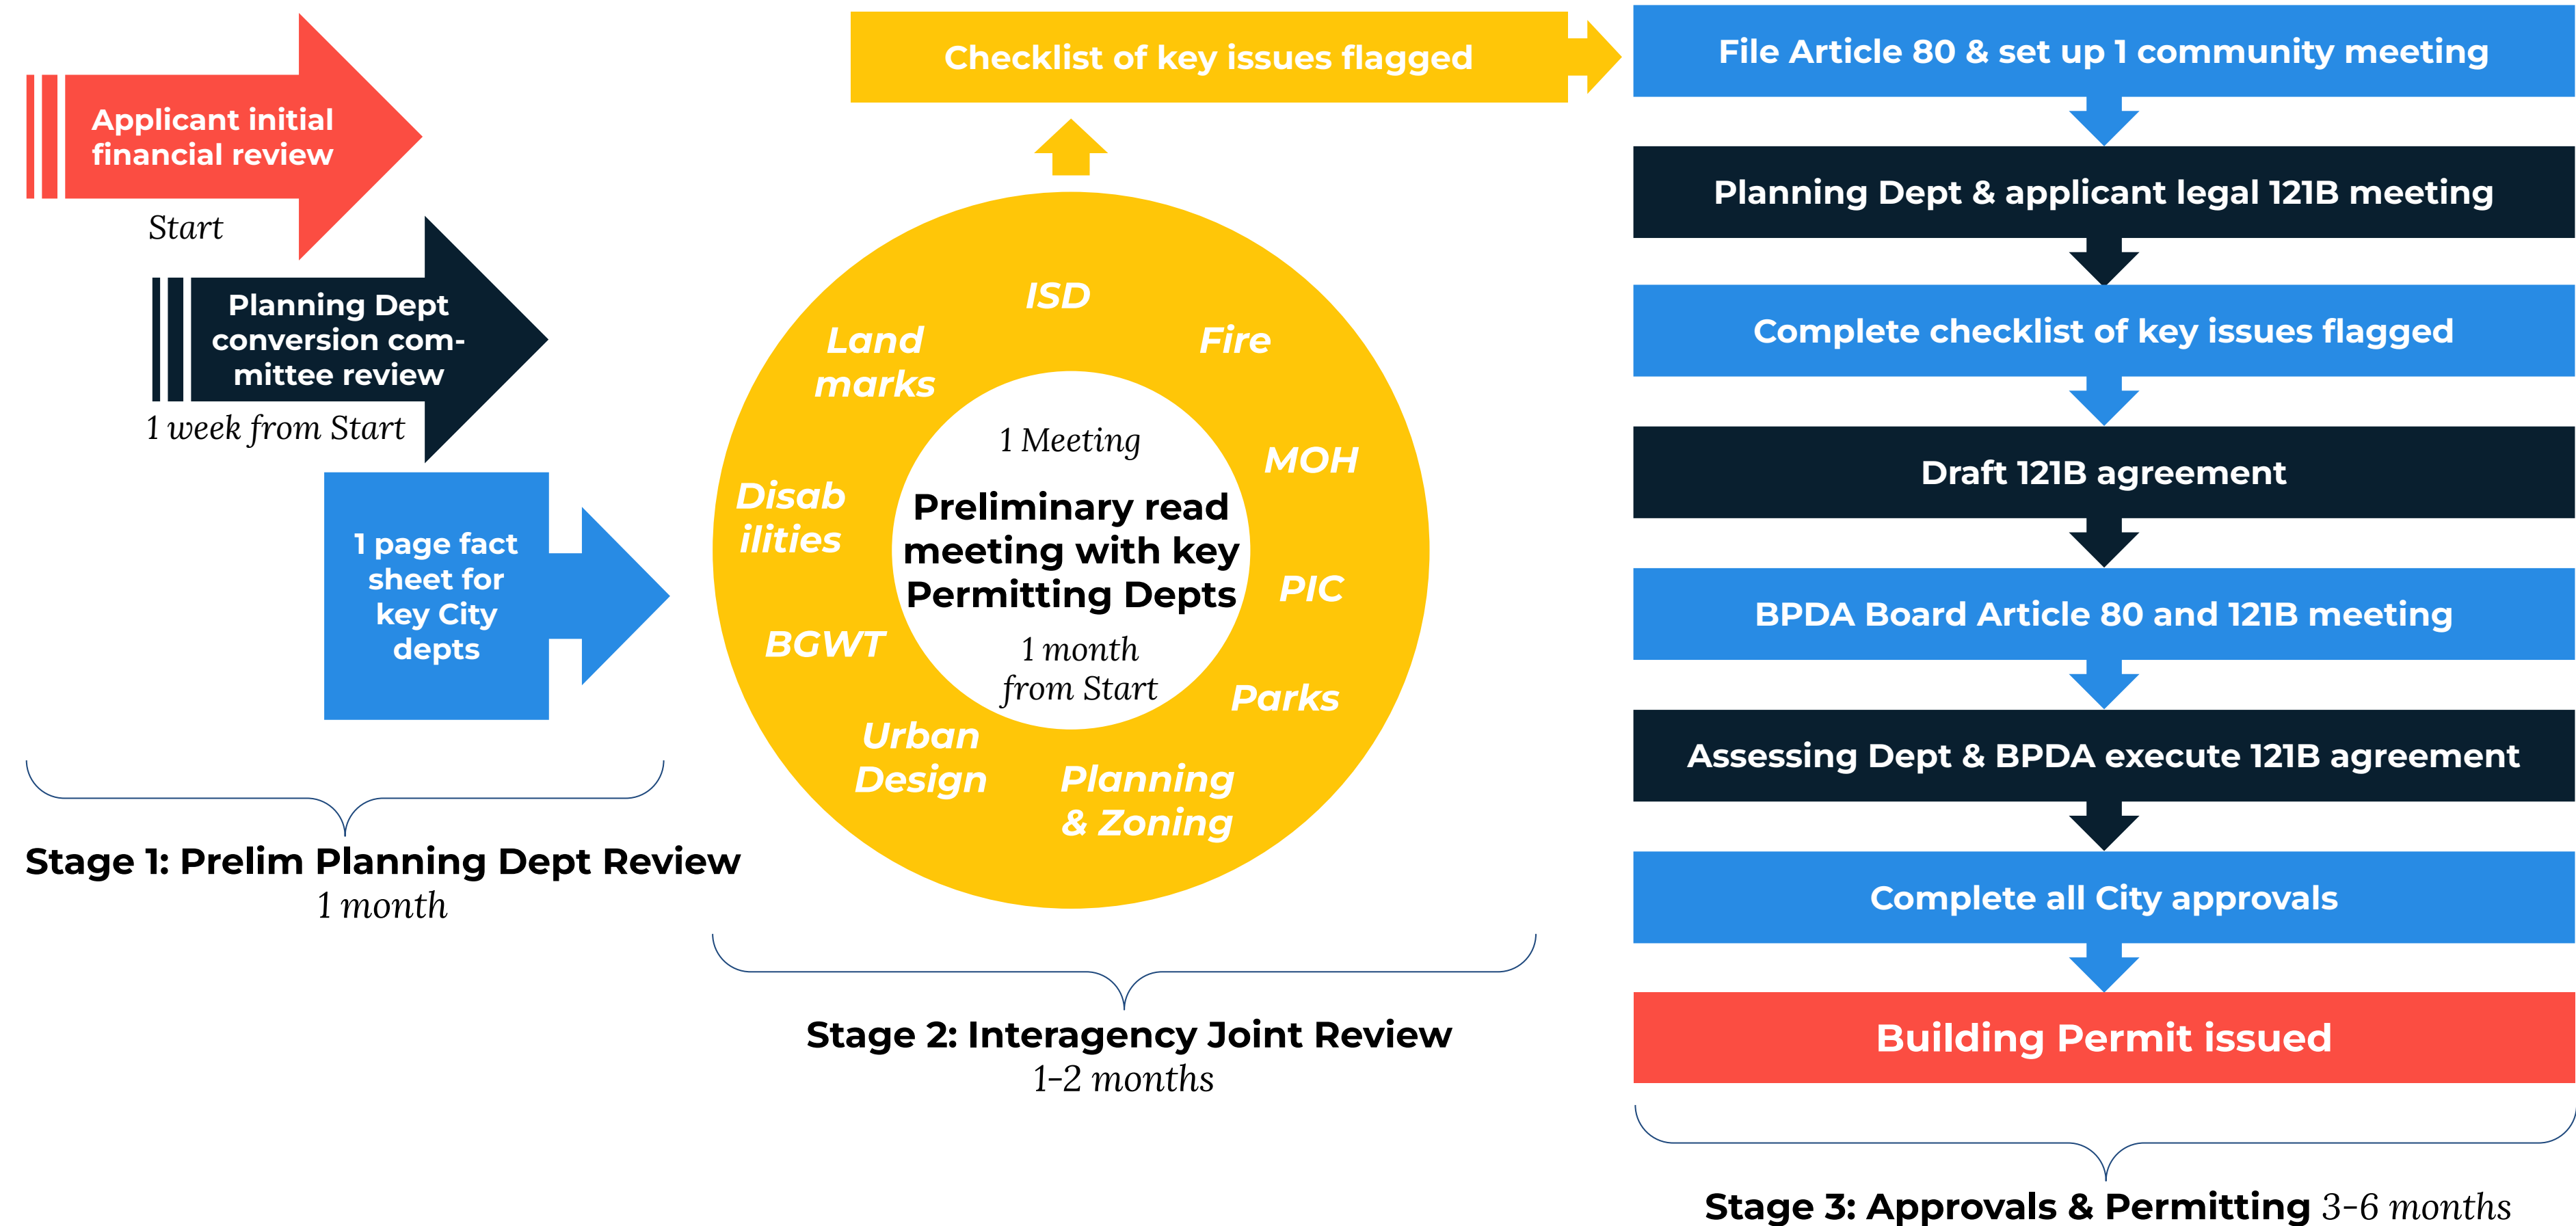 Applicant initial
financial review
Start
Planning Dept
conversion com-
mittee review
1 week from Start
1 page fact
sheet for
key City
depts
Stage 1: Prelim Planning Dept Review
1 month
Checklist of key issues flagged
ISD
Fire
MOH
PIC
Parks
Planning
& Zoning
Urban
Design
BGWT
Disab
ilities
Land
marks
1 Meeting
Preliminary read
meeting with key
Permitting Depts
1 month
from Start
Stage 2: Interagency Joint Review
1-2 months
File Article 80 & set up 1 community meeting
Planning Dept & applicant legal 121B meeting
Complete checklist of key issues flagged
Draft 121B agreement
BPDA Board Article 80 and 121B meeting
Assessing Dept & BPDA execute 121B agreement
Complete all City approvals
Building Permit issued
Stage 3: Approvals & Permitting 3-6 months